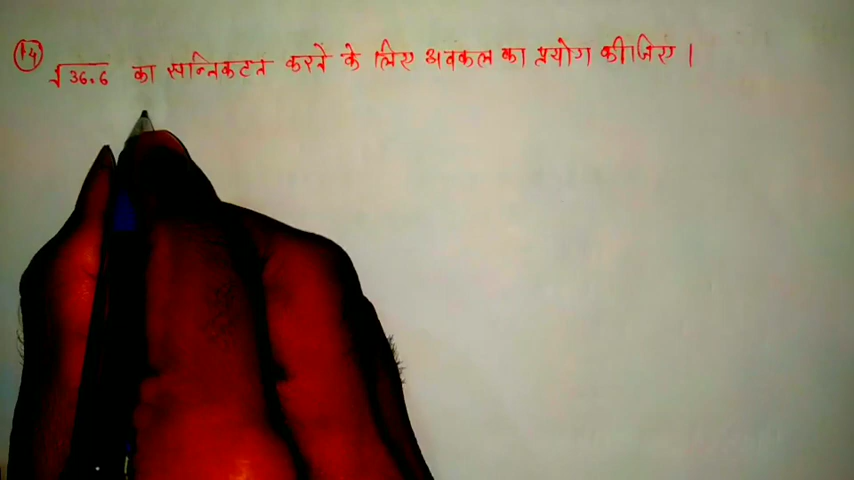 (14) √36.6 का सन्निकटन करने के लिए अवकल का प्रयोग कीजिए।